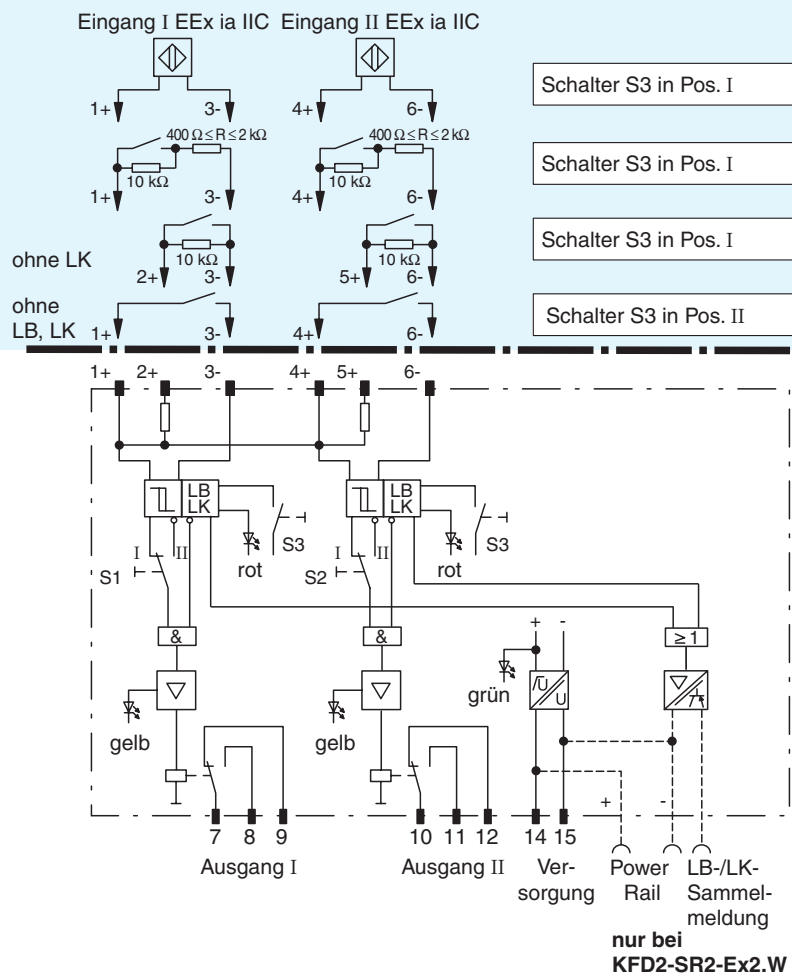 Eingang I EEx ia IIC Eingang II EEx ia IIC
1+ 3- 4+ 6- Schalter S3 in Pos. I
400 Ω ≤ R ≤ 2 kΩ 400 Ω ≤ R ≤ 2 kΩ
10 kΩ 10 kΩ Schalter S3 in Pos. I
1+ 3- 4+ 6-
Schalter S3 in Pos. I
ohne LK 10 kΩ 10 kΩ
2+ 3- 5+ 6-
ohne
LB, LK 1+ 3- 4+ 6- Schalter S3 in Pos. II
1+ 2+ 3- 4+ 5+ 6-
LB LB
LK LK
I II S3 I II S3
S1 rot S2 rot
& & + - ≥ 1
grün U U
gelb gelb
+ -
7 8 9 10 11 12 14 15
Ausgang I Ausgang II Ver- Power LB-/LK-
sorgung Rail Sammel-
meldung
nur bei
KFD2-SR2-Ex2.W